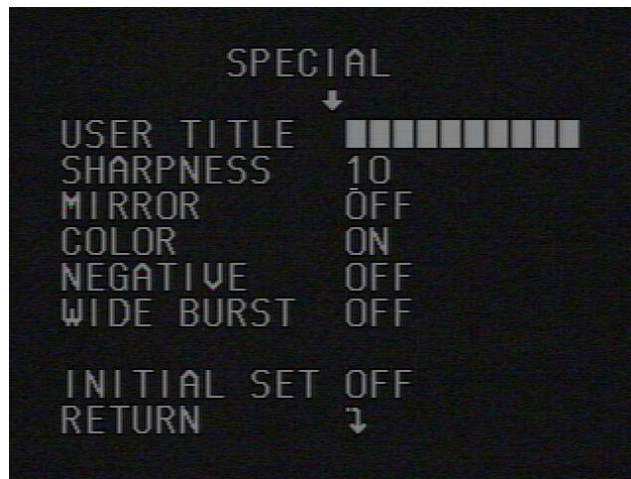 SPECIAL
USER TITLE
SHARPNESS 10
MIRROR OFF
COLOR ON
NEGATIVE OFF
WIDE BURST OFF
INITIAL SET OFF
RETURN